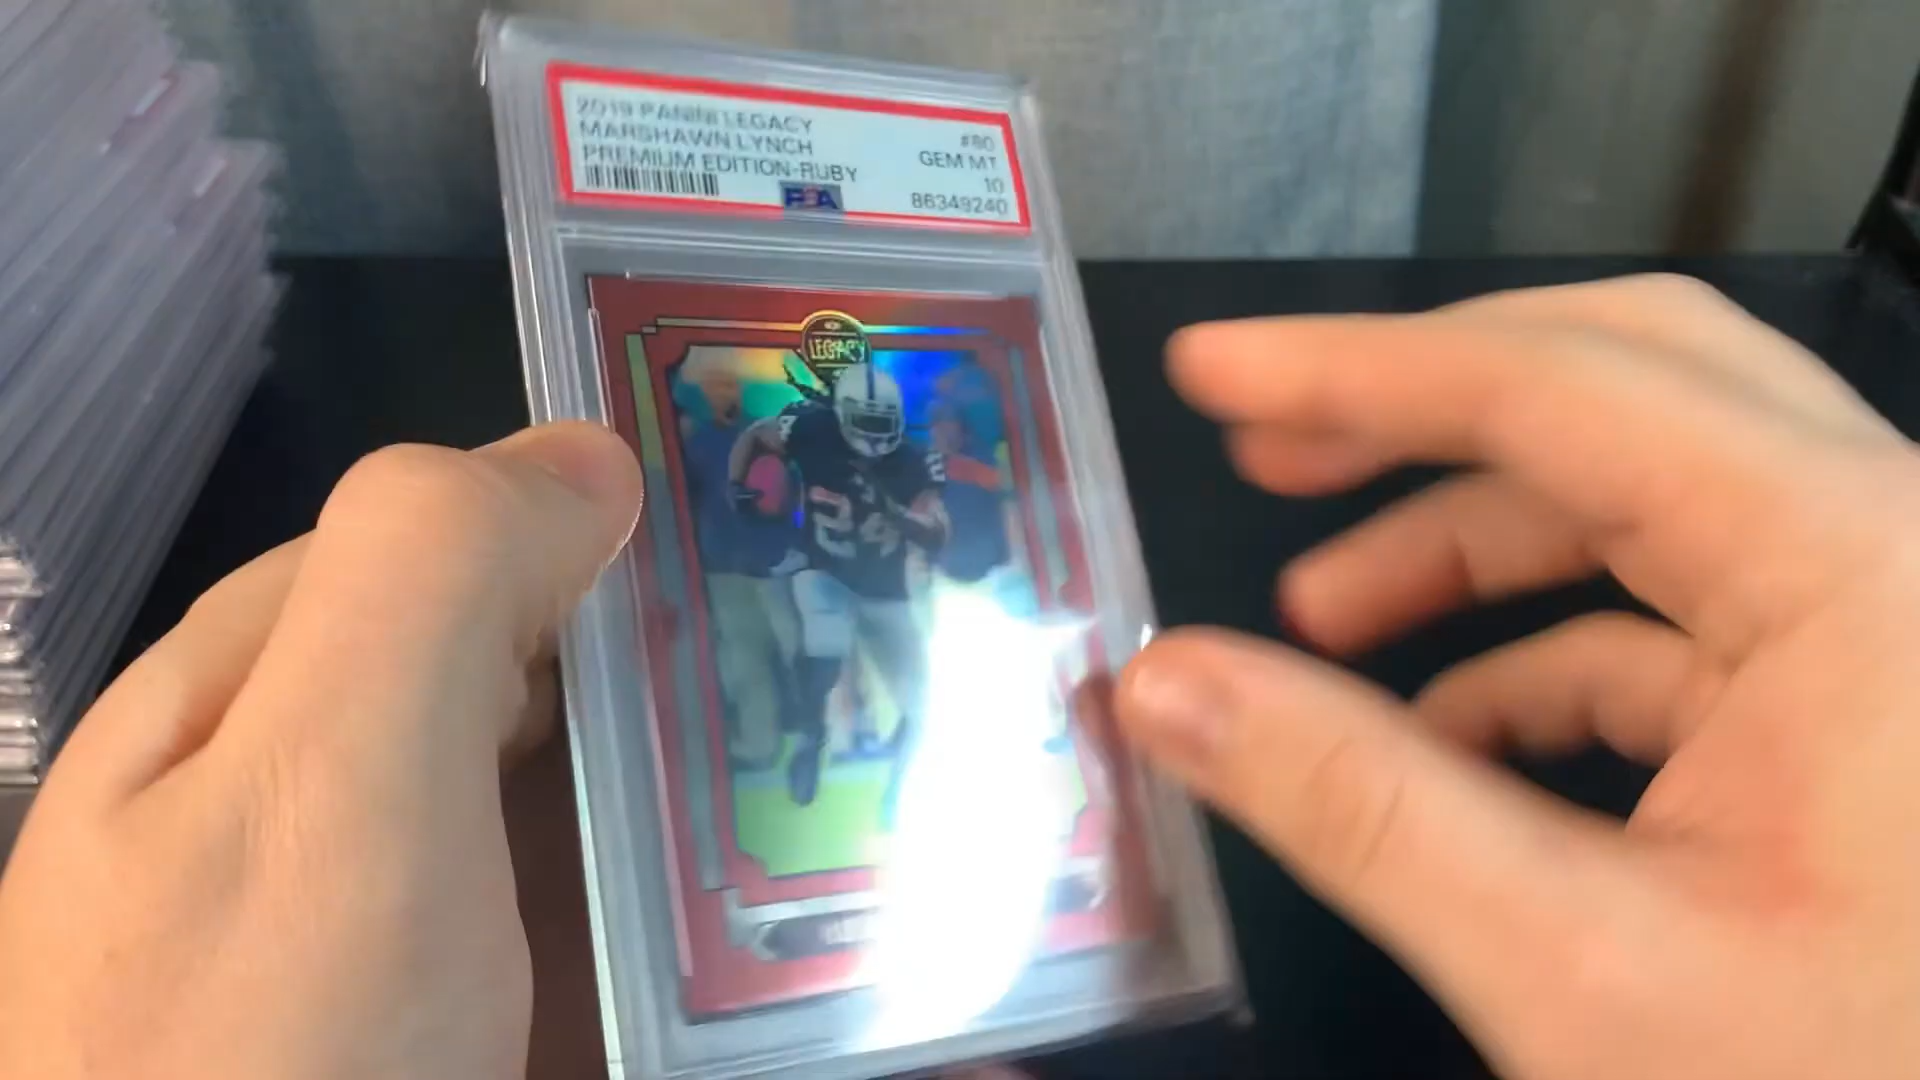 2019 PANINI LEGACY
MARSHAWN LYNCH
PREMIUM EDITION-RUBY
#80
GEM MT
10
PSA
86349240
LEGACY
24